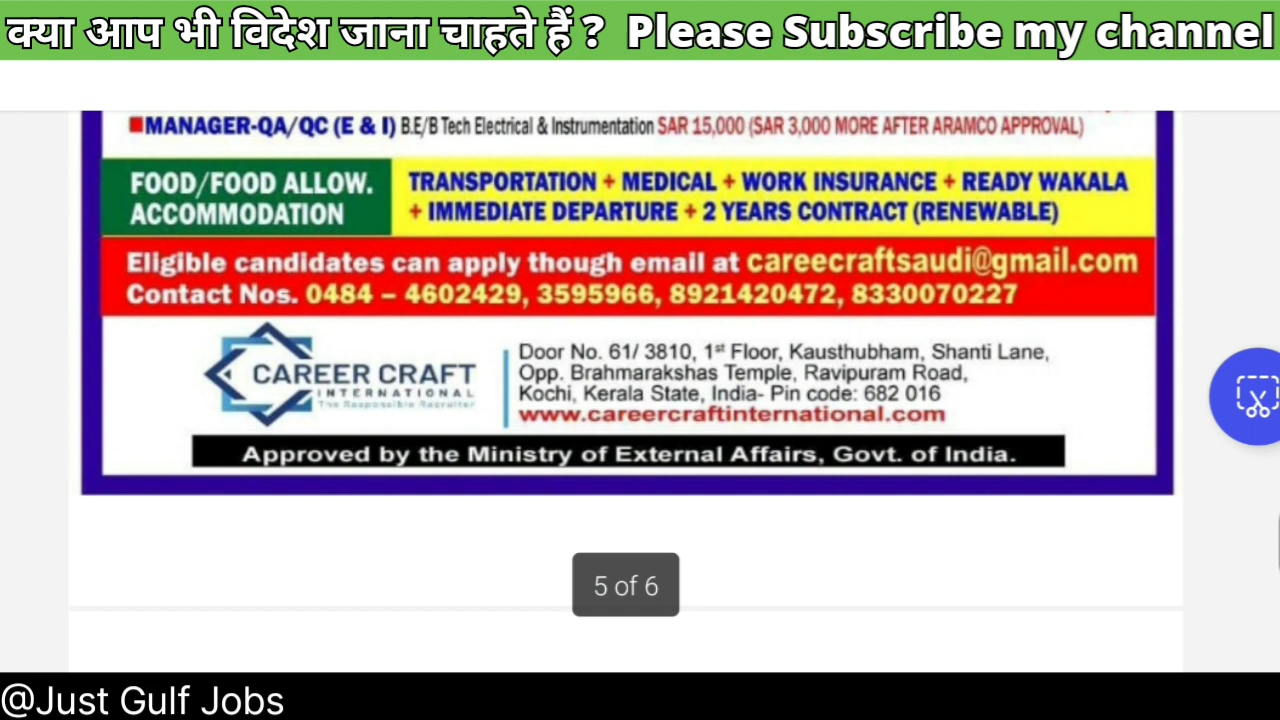 क्या आप भी विदेश जाना चाहते हैं ? Please Subscribe my channel
MANAGER-QA/QC (E & I) B.E/B Tech Electrical & Instrumentation SAR 15,000 (SAR 3,000 MORE AFTER ARAMCO APPROVAL)
FOOD/FOOD ALLOW.
ACCOMMODATION
TRANSPORTATION + MEDICAL + WORK INSURANCE + READY WAKALA
+ IMMEDIATE DEPARTURE + 2 YEARS CONTRACT (RENEWABLE)
Eligible candidates can apply though email at careecraftsaudi@gmail.com
Contact Nos. 0484 – 4602429, 3595966, 8921420472, 8330070227
CAREER CRAFT
INTERNATIONAL
The Responsible Recruiter
Door No. 61/ 3810, 1st Floor, Kausthubham, Shanti Lane,
Opp. Brahmarakshas Temple, Ravipuram Road,
Kochi, Kerala State, India- Pin code: 682 016
www.careercraftinternational.com
Approved by the Ministry of External Affairs, Govt. of India.
5 of 6
@Just Gulf Jobs